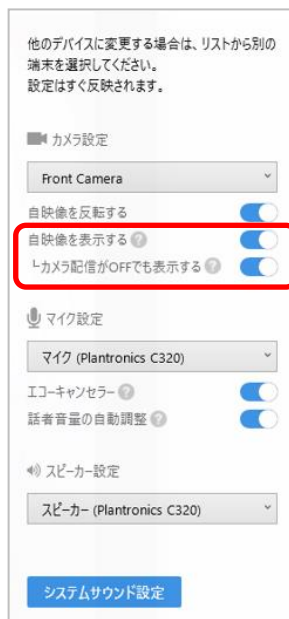 他のデバイスに変更する場合は、リストから別の
端末を選択してください。
設定はすぐ反映されます。
カメラ設定
Front Camera
自映像を反転する
自映像を表示する ?
└カメラ配信がOFFでも表示する ?
マイク設定
マイク (Plantronics C320)
エコーキャンセラー ?
話者音量の自動調整 ?
スピーカー設定
スピーカー (Plantronics C320)
システムサウンド設定